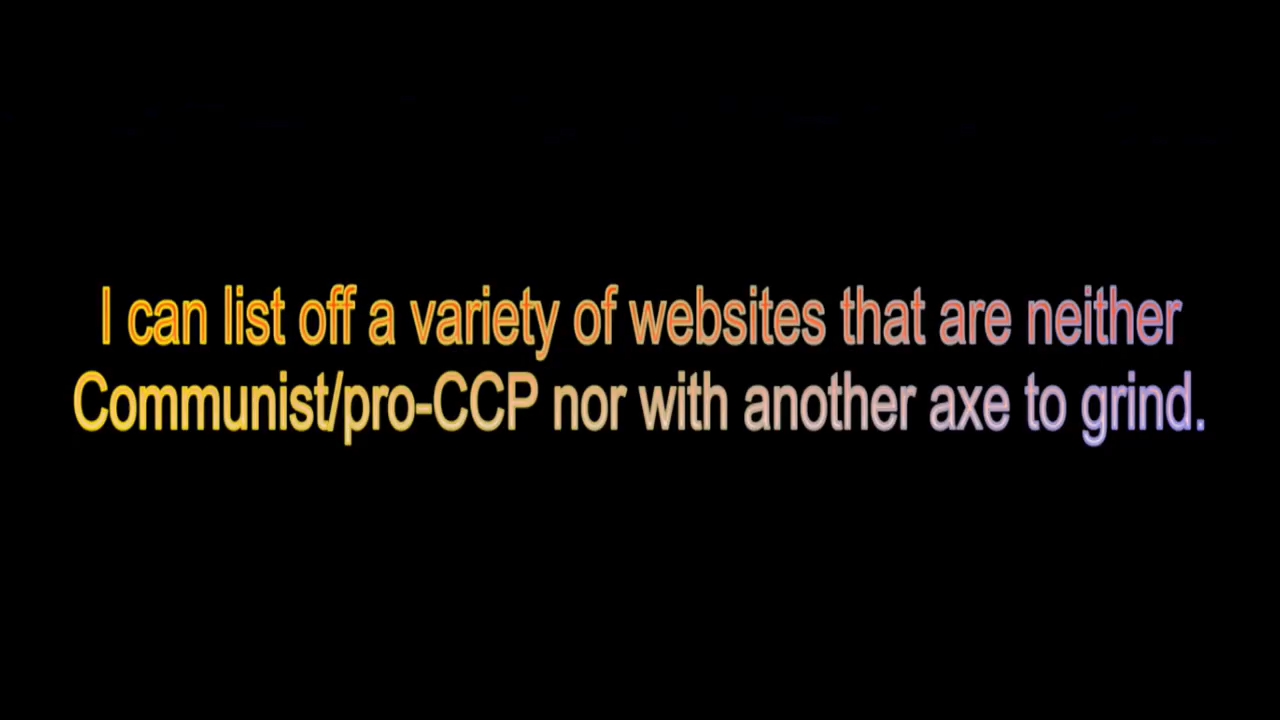 I can list off a variety of websites that are neither
Communist/pro-CCP nor with another axe to grind.